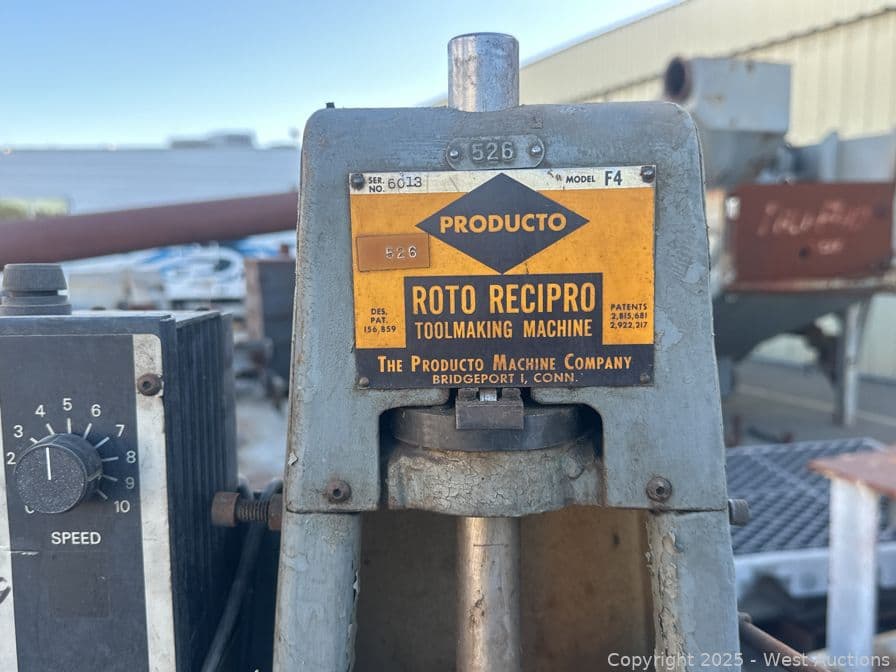 526
SER. NO. 6013
MODEL F4
PRODUCTO
526
DES. PAT. 156,859
ROTO RECIPRO
TOOLMAKING MACHINE
PATENTS 2,815,681 2,922,217
THE PRODUCTO MACHINE COMPANY
BRIDGEPORT 1, CONN.
2 3 4 5 6 7 8 9 10
SPEED
Copyright 2025 - West Auctions